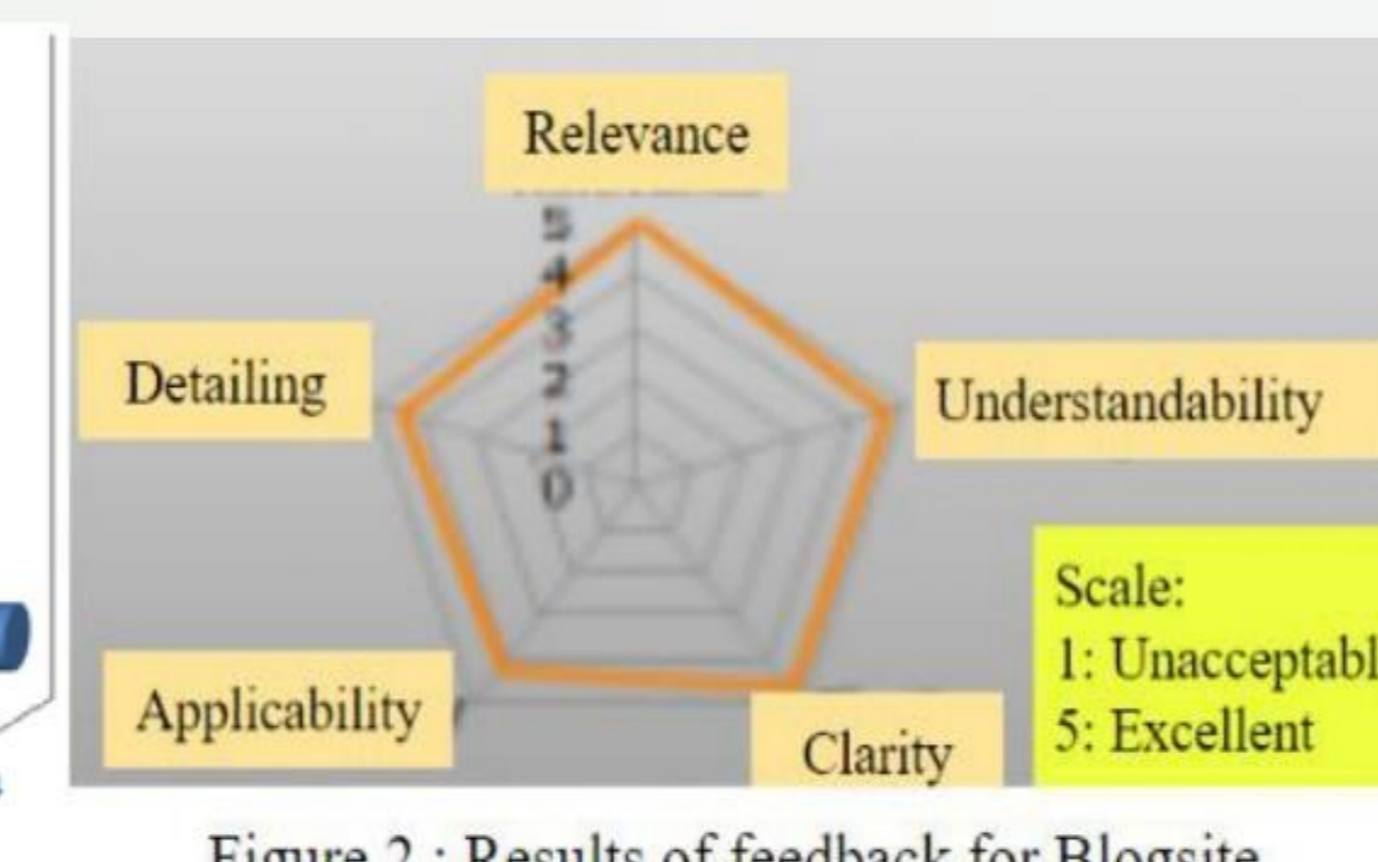 Relevance
5
4
3
2
1
0
Detailing
Understandability
Applicability
Clarity
Scale:
1: Unacceptabl
5: Excellent
Figure 2 : Results of feedback for Blogsite